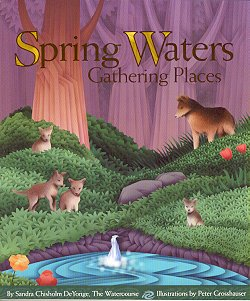 Spring Waters
Gathering Places
By Sandra Chisholm DeYonge, The Watercourse Illustrations by Peter Grosshauser